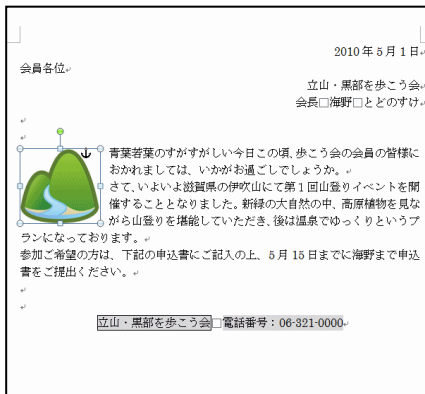 2010年5月1日
会員各位
立山・黒部を歩こう会
会長□海野□とどのすけ
青葉若葉のすがすがしい今日この頃、歩こう会の会員の皆様に
おかれましては、いかがお過ごしでしょうか。
さて、いよいよ滋賀県の伊吹山にて第1回山登りイベントを開
催することとなりました。新緑の大自然の中、高原植物を見な
がら山登りを堪能していただき、後は温泉でゆっくりというプ
ランになっております。
参加ご希望の方は、下記の申込書にご記入の上、5月15日までに海野まで申込
書をご提出ください。
立山・黒部を歩こう会□電話番号：06-321-0000